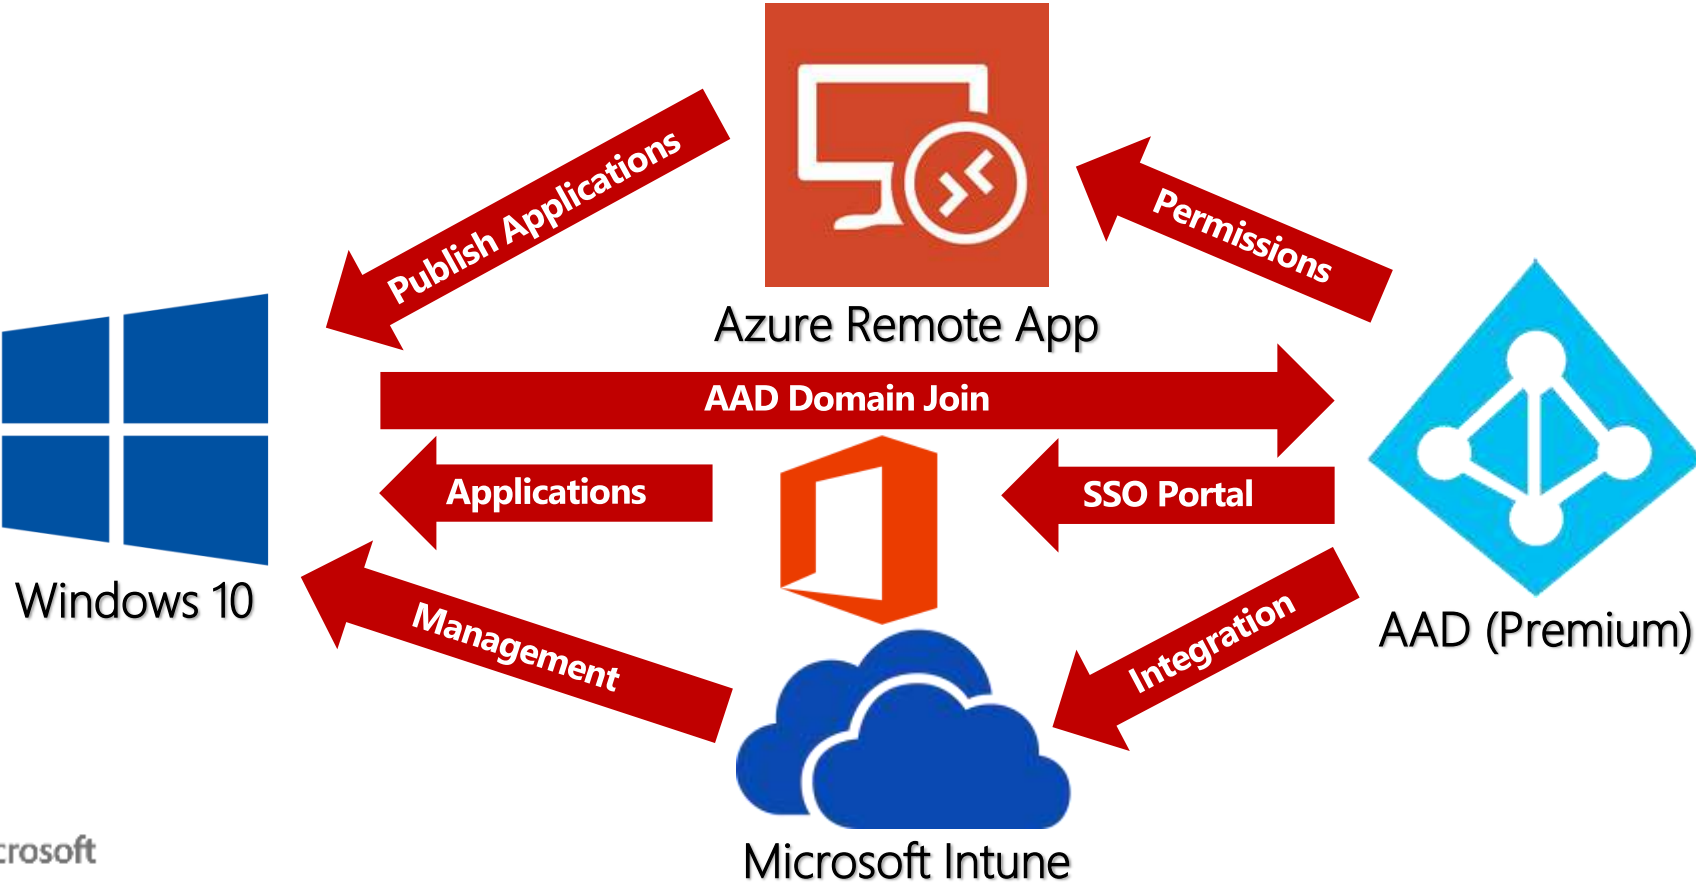 Publish Applications
Permissions
Azure Remote App
AAD Domain Join
Applications
SSO Portal
Windows 10
AAD (Premium)
Management
Integration
crosoft
Microsoft Intune